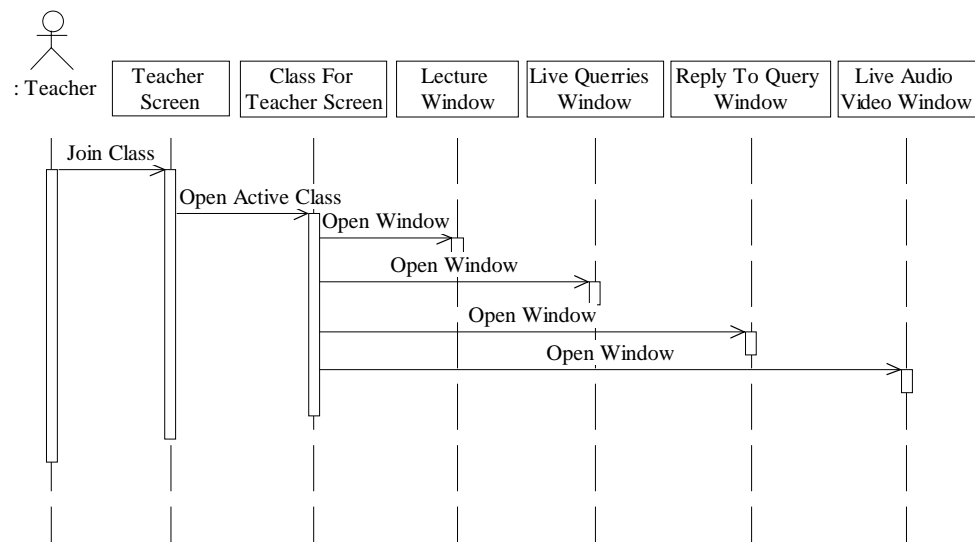 : Teacher
Teacher
Screen
Class For
Teacher Screen
Lecture
Window
Live Querries
Window
Reply To Query
Window
Live Audio
Video Window
Join Class
Open Active Class
Open Window
Open Window
Open Window
Open Window